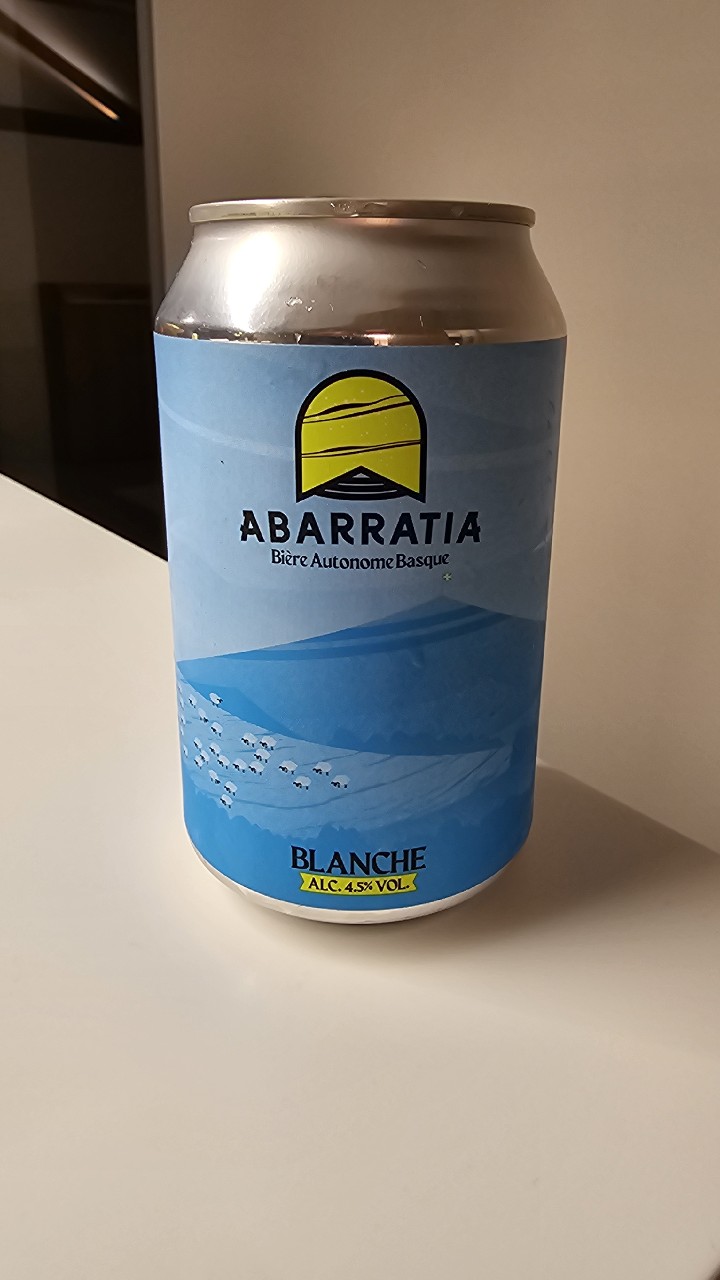 ABARRATIA
Bière Autonome Basque
BLANCHE
ALC. 4.5% VOL.